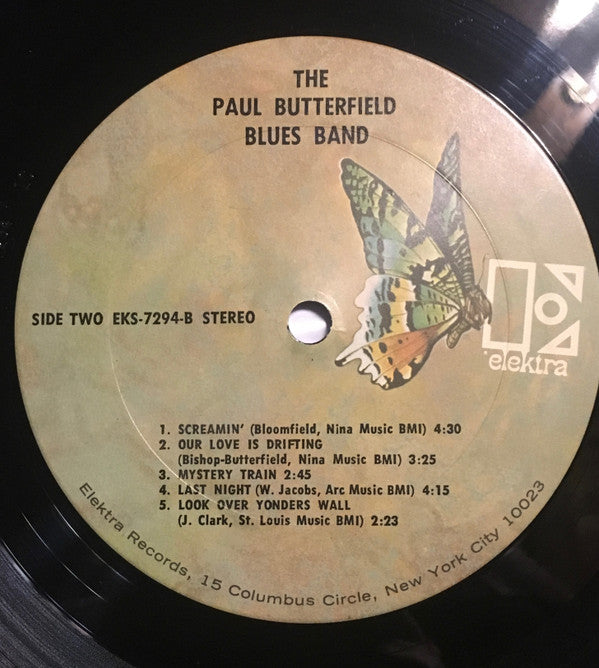 THE
PAUL BUTTERFIELD
BLUES BAND
SIDE TWO EKS-7294-B STEREO
elektra
1. SCREAMIN' (Bloomfield, Nina Music BMI) 4:30
2. OUR LOVE IS DRIFTING
(Bishop-Butterfield, Nina Music BMI) 3:25
3. MYSTERY TRAIN 2:45
4. LAST NIGHT (W. Jacobs, Arc Music BMI) 4:15
5. LOOK OVER YONDERS WALL
(J. Clark, St. Louis Music BMI) 2:23
Elektra Records, 15 Columbus Circle, New York City 10023